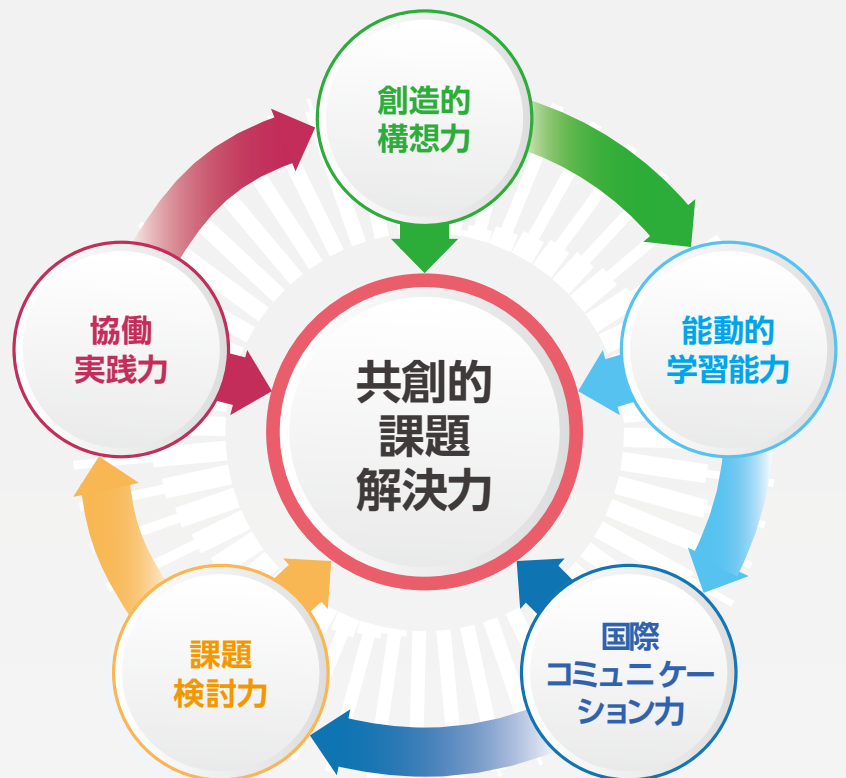 創造的
構想力
能動的
学習能力
国際
コミュニケー
ション力
課題
検討力
協働
実践力
共創的
課題
解決力